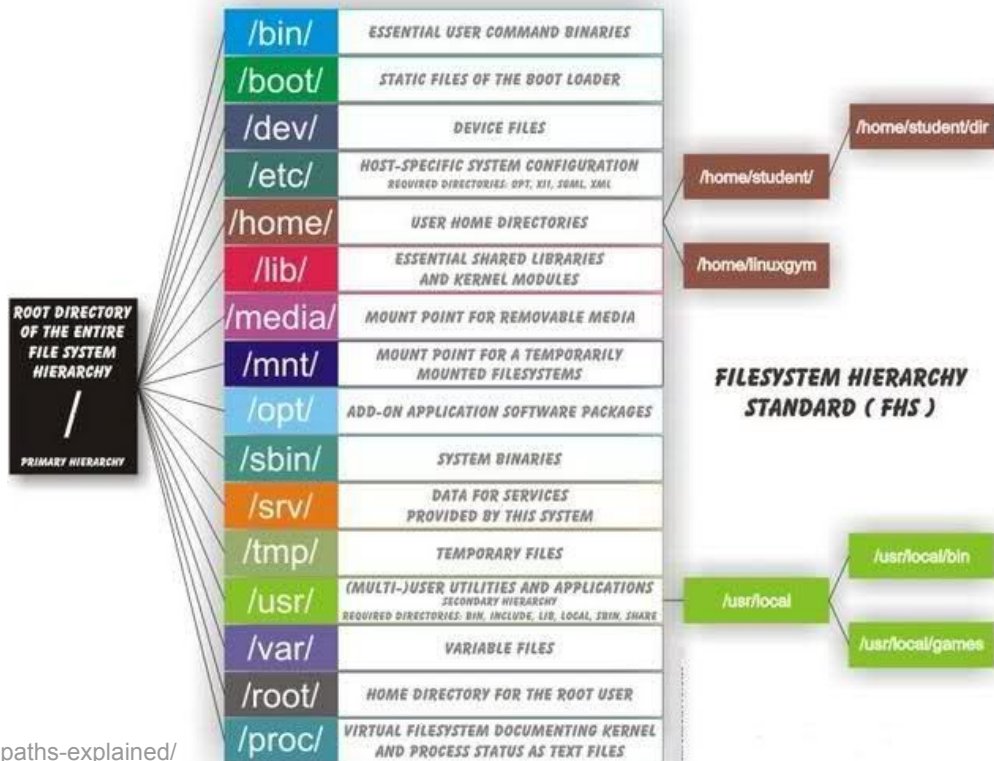 ROOT DIRECTORY
OF THE ENTIRE
FILE SYSTEM
HIERARCHY
/
PRIMARY HIERARCHY
/bin/ ESSENTIAL USER COMMAND BINARIES
/boot/ STATIC FILES OF THE BOOT LOADER
/dev/ DEVICE FILES
/etc/ HOST-SPECIFIC SYSTEM CONFIGURATION
REQUIRED DIRECTORIES: OPT, XII, SGML, XML
/home/ USER HOME DIRECTORIES
/lib/ ESSENTIAL SHARED LIBRARIES
AND KERNEL MODULES
/media/ MOUNT POINT FOR REMOVABLE MEDIA
/mnt/ MOUNT POINT FOR A TEMPORARILY
MOUNTED FILESYSTEMS
/opt/ ADD-ON APPLICATION SOFTWARE PACKAGES
/sbin/ SYSTEM BINARIES
/srv/ DATA FOR SERVICES
PROVIDED BY THIS SYSTEM
/tmp/ TEMPORARY FILES
/usr/ (MULTI-)USER UTILITIES AND APPLICATIONS
SECONDARY HIERARCHY
REQUIRED DIRECTORIES: BIN, INCLUDE, LIB, LOCAL, SBIN, SHARE
/var/ VARIABLE FILES
/root/ HOME DIRECTORY FOR THE ROOT USER
/proc/ VIRTUAL FILESYSTEM DOCUMENTING KERNEL
AND PROCESS STATUS AS TEXT FILES
/home/student/
/home/student/dir
/home/linuxgym
FILESYSTEM HIERARCHY
STANDARD ( FHS )
/usr/local
/usr/local/bin
/usr/local/games
paths-explained/